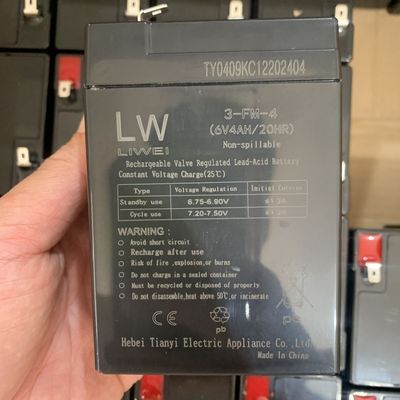 TY0409KC12202404
LW
LIWEI
3-FM-4
(6V4AH/20HR)
Non-spillable
Rechargeable Valve Regulated Lead-Acid Battery
Constant Voltage Charge(25℃)
Type Voltage Regulation Initial Current
Standby use 6.75-6.90V
Cycle use 7.20-7.50V
WARNING :
Avoid short circuit
Recharge after use
Risk of fire ,explosion,or burns
Do not charge in a sealed container
Must be recycled or disposed of properly
Do not disassemble,heat above 50℃,or incinerate
CE pb pb
Hebei Tianyi Electric Appliance Co., Ltd.
Made In China